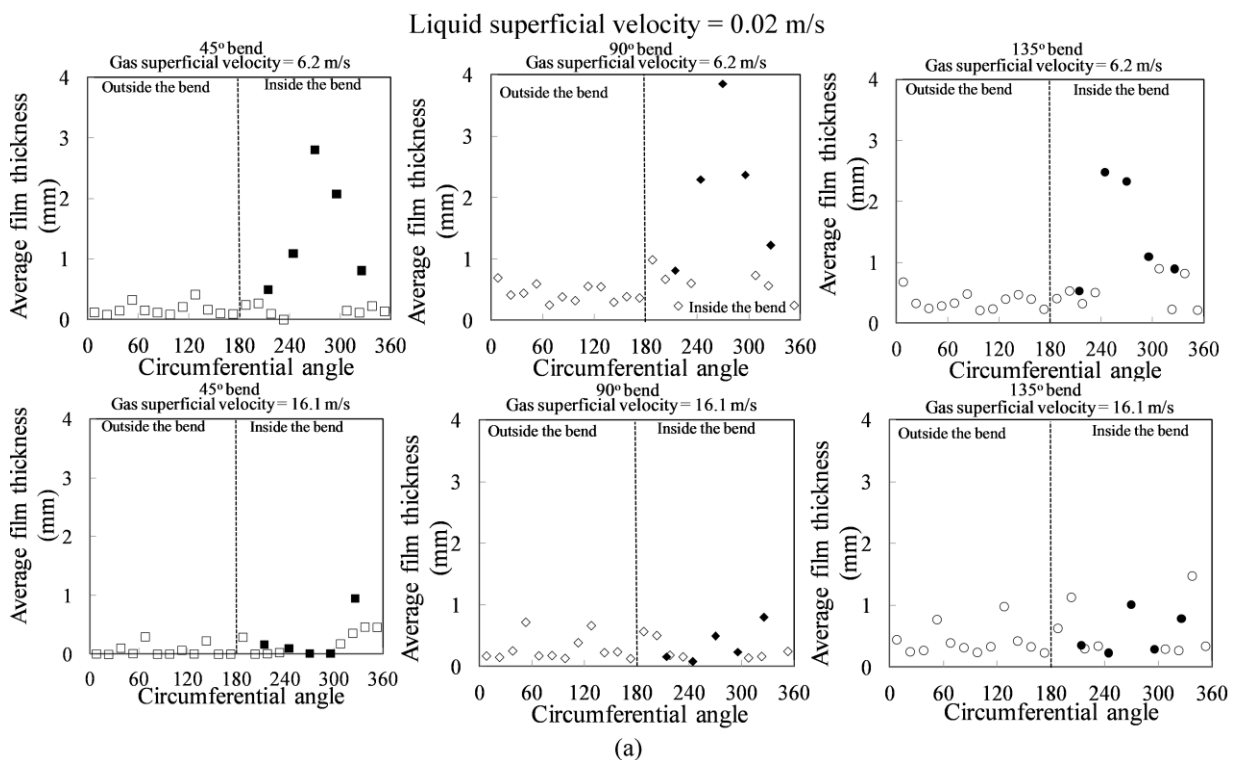 Liquid superficial velocity = 0.02 m/s
45° bend
Gas superficial velocity = 6.2 m/s
Outside the bend
Inside the bend
Average film thickness
(mm)
4
3
2
1
0
0 60 120 180 240 300 360
Circumferential angle
90° bend
Gas superficial velocity = 6.2 m/s
Outside the bend
Inside the bend
Average film thickness
(mm)
4
3
2
1
0
0 60 120 180 240 300 360
Circumferential angle
135° bend
Gas superficial velocity = 6.2 m/s
Outside the bend
Inside the bend
Average film thickness
(mm)
4
3
2
1
0
0 60 120 180 240 300 360
Circumferential angle
45° bend
Gas superficial velocity = 16.1 m/s
Outside the bend
Inside the bend
Average film thickness
(mm)
4
3
2
1
0
0 60 120 180 240 300 360
Circumferential angle
90° bend
Gas superficial velocity = 16.1 m/s
Outside the bend
Inside the bend
Average film thickness
(mm)
4
3
2
1
0
0 60 120 180 240 300 360
Circumferential angle
135° bend
Gas superficial velocity = 16.1 m/s
Outside the bend
Inside the bend
Average film thickness
(mm)
4
3
2
1
0
0 60 120 180 240 300 360
Circumferential angle
(a)